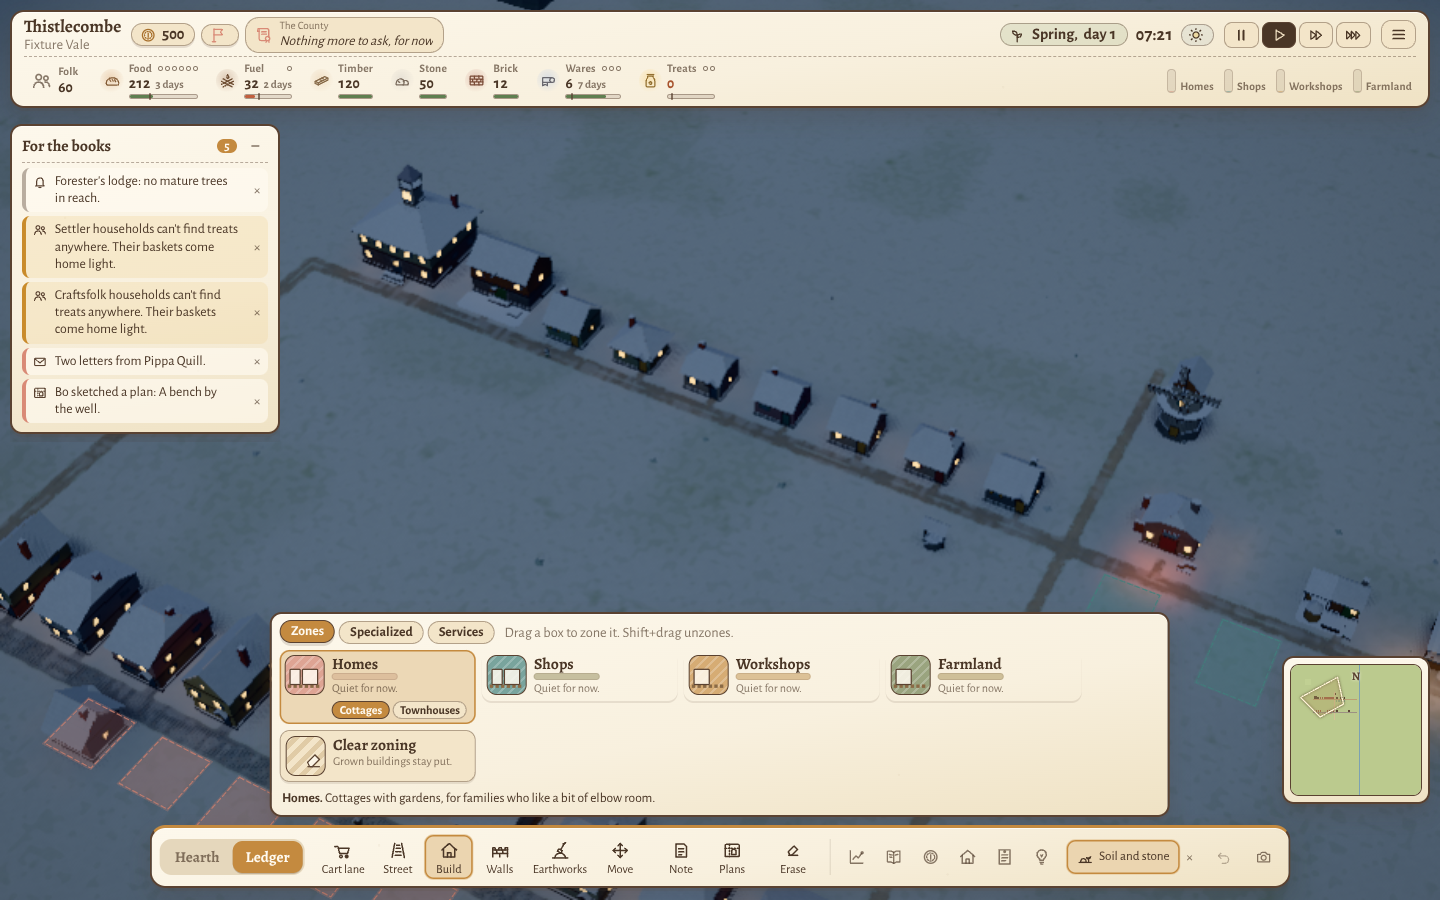 Thistlecombe
Fixture Vale
500
The County
Nothing more to ask, for now
Spring, day 1
07:21
Folk
60
Food
212 3 days
Fuel
32 2 days
Timber
120
Stone
50
Brick
12
Wares
6 7 days
Treats
0
Homes
Shops
Workshops
Farmland
For the books
5
Forester's lodge: no mature trees
in reach.
Settler households can't find treats
anywhere. Their baskets come
home light.
Craftsfolk households can't find
treats anywhere. Their baskets
come home light.
Two letters from Pippa Quill.
Bo sketched a plan: A bench by
the well.
Zones
Specialized
Services
Drag a box to zone it. Shift+drag unzones.
Homes
Quiet for now.
Cottages
Townhouses
Shops
Quiet for now.
Workshops
Quiet for now.
Farmland
Quiet for now.
Clear zoning
Grown buildings stay put.
Homes. Cottages with gardens, for families who like a bit of elbow room.
N
Hearth
Ledger
Cart lane
Street
Build
Walls
Earthworks
Move
Note
Plans
Erase
Soil and stone